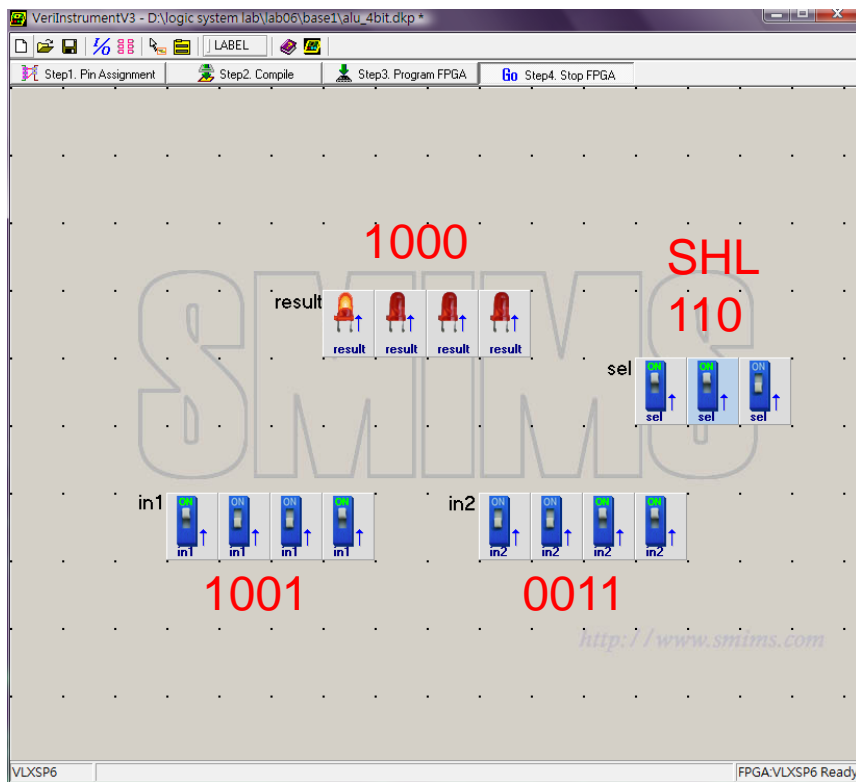 VeriInstrumentV3 - D:\logic system lab\lab06\base1\alu_4bit.dkp *
I/O LABEL
Step1. Pin Assignment Step2. Compile Step3. Program FPGA Go Step4. Stop FPGA
1000
SHL
110
result
result result result result
SMIMS
sel
ON ON ON
sel sel sel
in1
ON ON ON ON
in1 in1 in1 in1
in2
ON ON ON ON
in2 in2 in2 in2
1001
0011
http://www.smims.com
VLXSP6
FPGA:VLXSP6 Ready